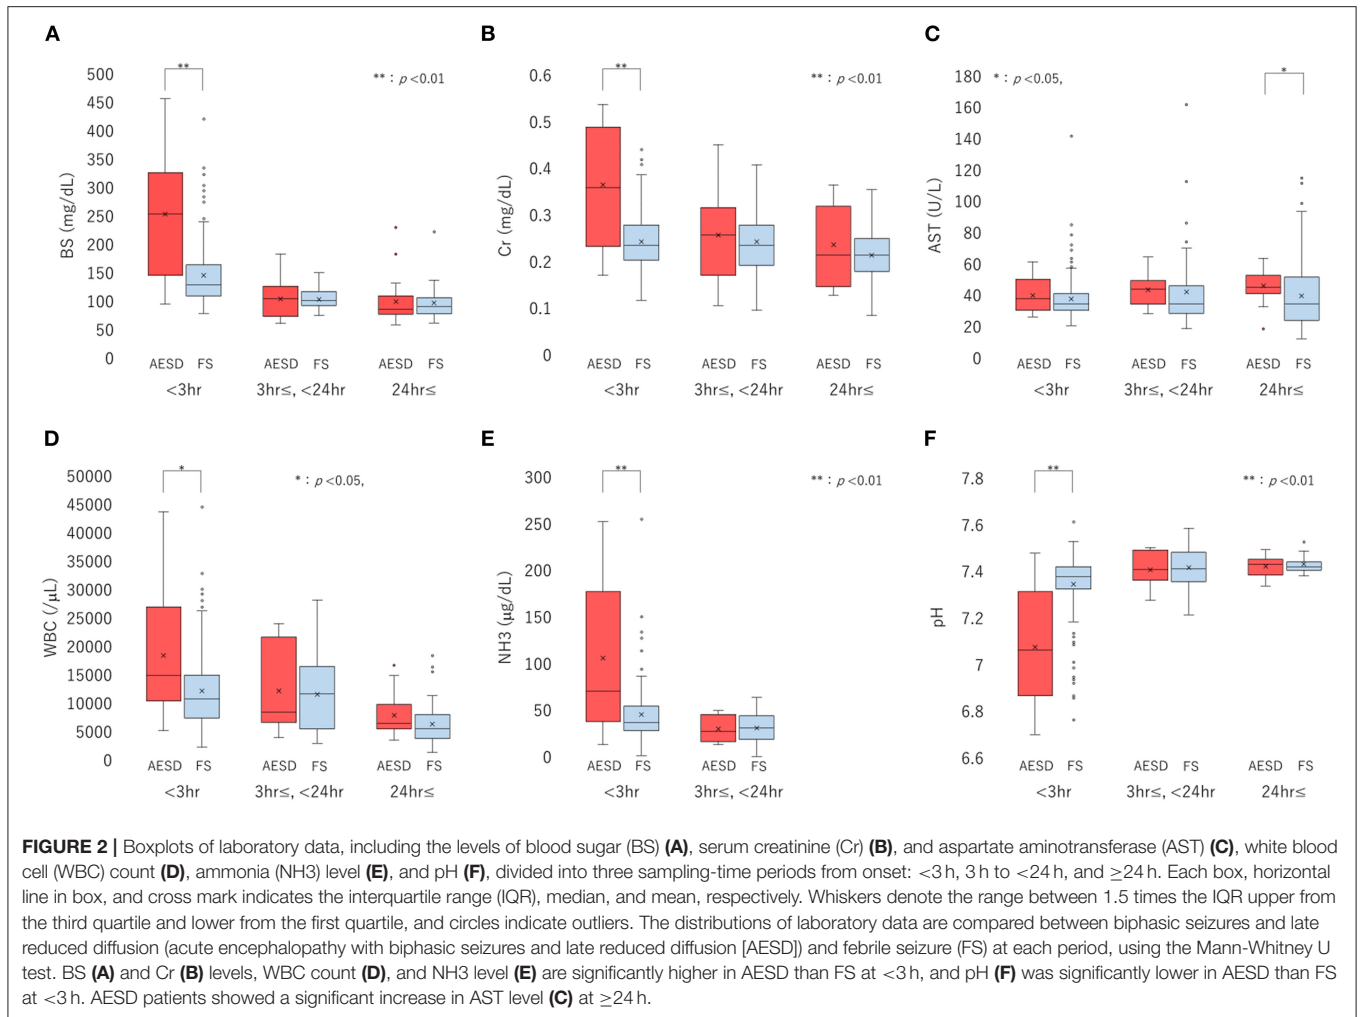 A
BS (mg/dL)
500
450
400
350
300
250
200
150
100
50
0
**
** : p <0.01
AESD FS AESD FS AESD FS
<3hr 3hr≤, <24hr 24hr≤
B
Cr (mg/dL)
0.6
0.5
0.4
0.3
0.2
0.1
0
**
** : p <0.01
AESD FS AESD FS AESD FS
<3hr 3hr≤, <24hr 24hr≤
C
AST (U/L)
180
160
140
120
100
80
60
40
20
0
* : p <0.05,
*
AESD FS AESD FS AESD FS
<3hr 3hr≤, <24hr 24hr≤
D
WBC (/μL)
50000
45000
40000
35000
30000
25000
20000
15000
10000
5000
0
*
* : p <0.05,
AESD FS AESD FS AESD FS
<3hr 3hr≤, <24hr 24hr≤
E
NH3 (μg/dL)
300
250
200
150
100
50
0
**
** : p <0.01
AESD FS AESD FS
<3hr 3hr≤, <24hr
F
pH
7.8
7.6
7.4
7.2
7
6.8
6.6
**
** : p <0.01
AESD FS AESD FS AESD FS
<3hr 3hr≤, <24hr 24hr≤
FIGURE 2 | Boxplots of laboratory data, including the levels of blood sugar (BS) (A), serum creatinine (Cr) (B), and aspartate aminotransferase (AST) (C), white blood
cell (WBC) count (D), ammonia (NH3) level (E), and pH (F), divided into three sampling-time periods from onset: <3 h, 3 h to <24 h, and ≥24 h. Each box, horizontal
line in box, and cross mark indicates the interquartile range (IQR), median, and mean, respectively. Whiskers denote the range between 1.5 times the IQR upper from
the third quartile and lower from the first quartile, and circles indicate outliers. The distributions of laboratory data are compared between biphasic seizures and late
reduced diffusion (acute encephalopathy with biphasic seizures and late reduced diffusion [AESD]) and febrile seizure (FS) at each period, using the Mann-Whitney U
test. BS (A) and Cr (B) levels, WBC count (D), and NH3 level (E) are significantly higher in AESD than FS at <3 h, and pH (F) was significantly lower in AESD than FS
at <3 h. AESD patients showed a significant increase in AST level (C) at ≥24 h.